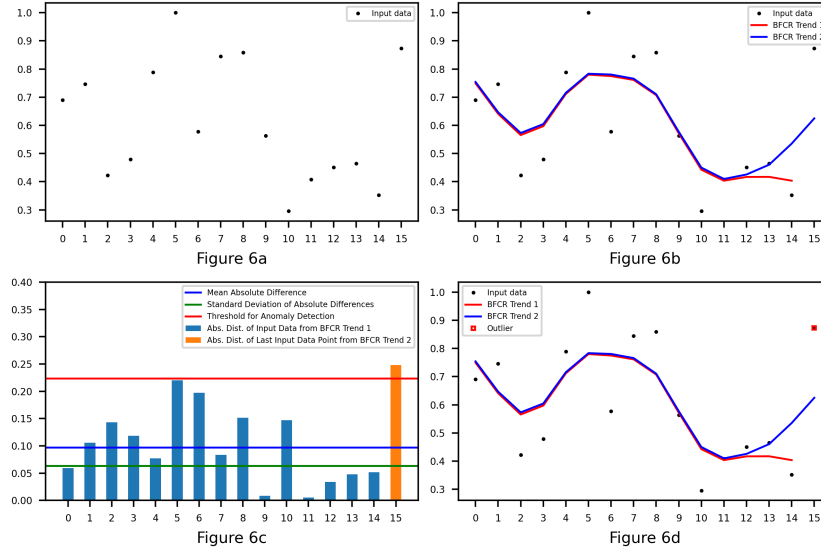 1.0
0.9
0.8
0.7
0.6
0.5
0.4
0.3
Input data
0 1 2 3 4 5 6 7 8 9 10 11 12 13 14 15
Figure 6a
1.0
0.9
0.8
0.7
0.6
0.5
0.4
0.3
Input data
BFCR Trend
BFCR Trend 2
0 1 2 3 4 5 6 7 8 9 10 11 12 13 14 15
Figure 6b
0.40
0.35
0.30
0.25
0.20
0.15
0.10
0.05
0.00
Mean Absolute Difference
Standard Deviation of Absolute Differences
Threshold for Anomaly Detection
Abs. Dist. of Input Data from BFCR Trend 1
Abs. Dist. of Last Input Data Point from BFCR Trend 2
0 1 2 3 4 5 6 7 8 9 10 11 12 13 14 15
Figure 6c
1.0
0.9
0.8
0.7
0.6
0.5
0.4
0.3
Input data
BFCR Trend 1
BFCR Trend 2
Outlier
0 1 2 3 4 5 6 7 8 9 10 11 12 13 14 15
Figure 6d